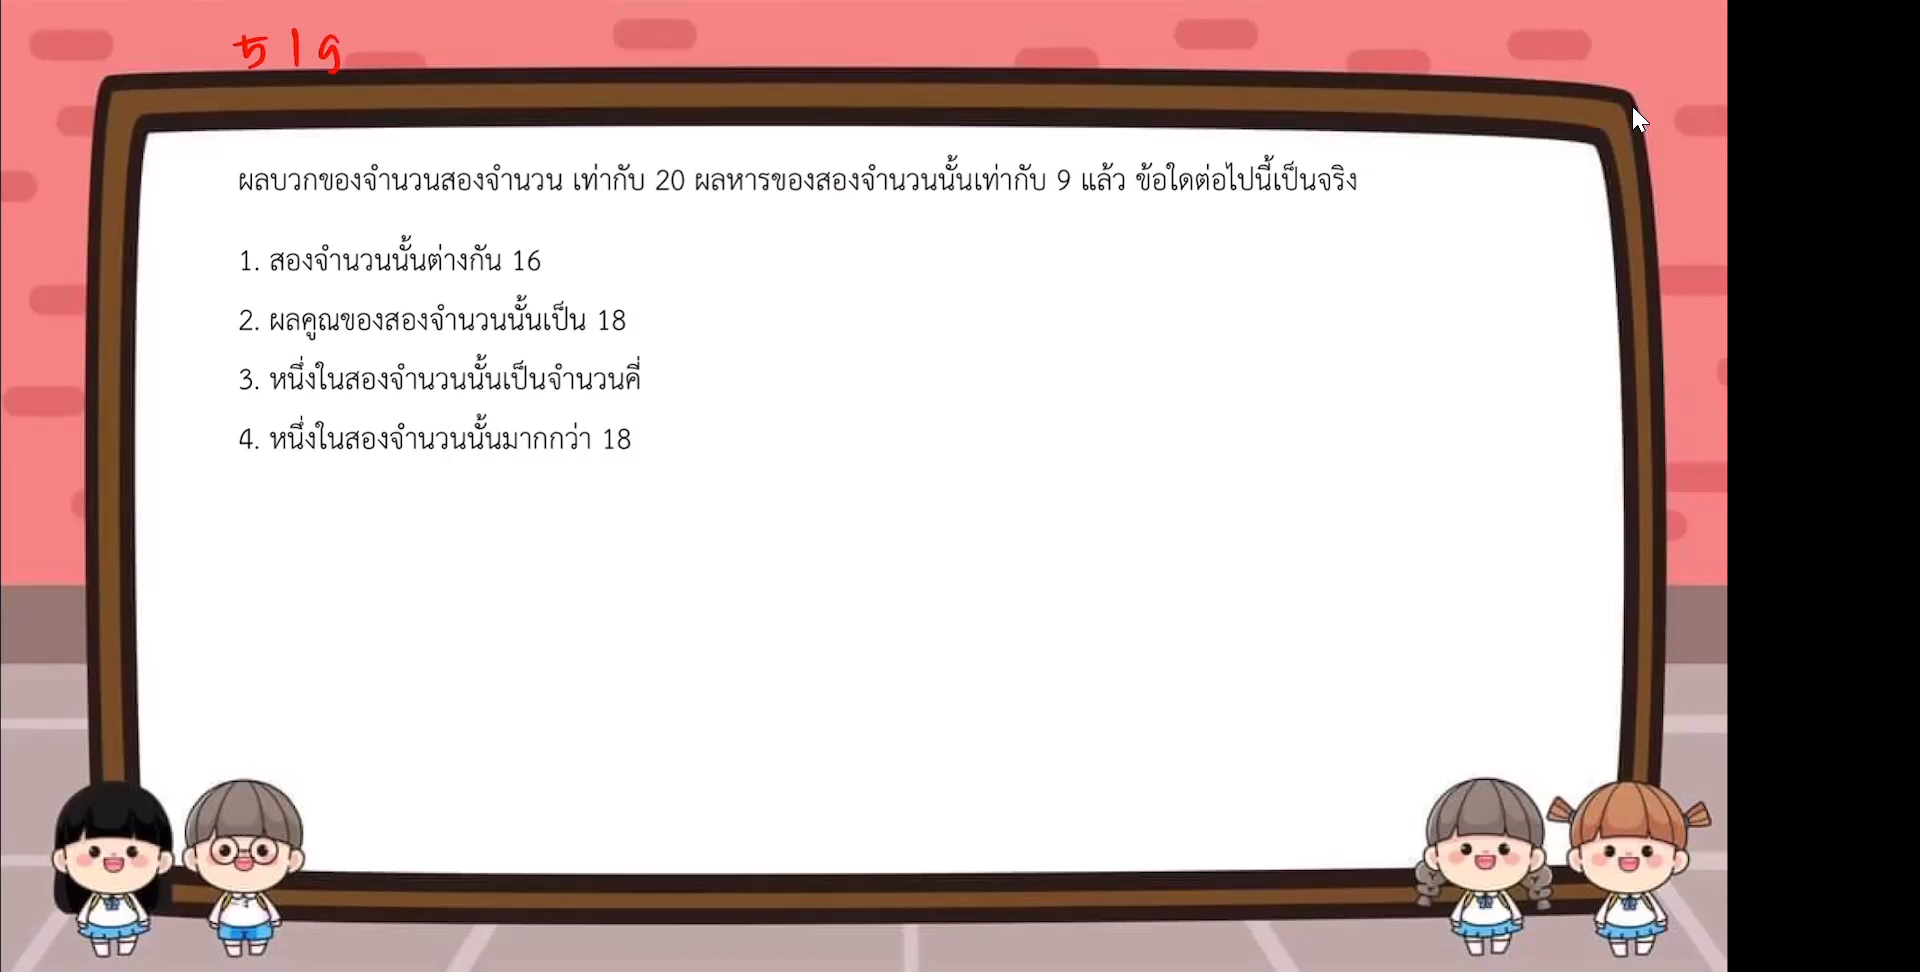 519
ผลบวกของจำนวนสองจำนวน เท่ากับ 20 ผลหารของสองจำนวนนั้นเท่ากับ 9 แล้ว ข้อใดต่อไปนี้เป็นจริง
1. สองจำนวนนั้นต่างกัน 16
2. ผลคูณของสองจำนวนนั้นเป็น 18
3. หนึ่งในสองจำนวนนั้นเป็นจำนวนคี่
4. หนึ่งในสองจำนวนนั้นมากกว่า 18